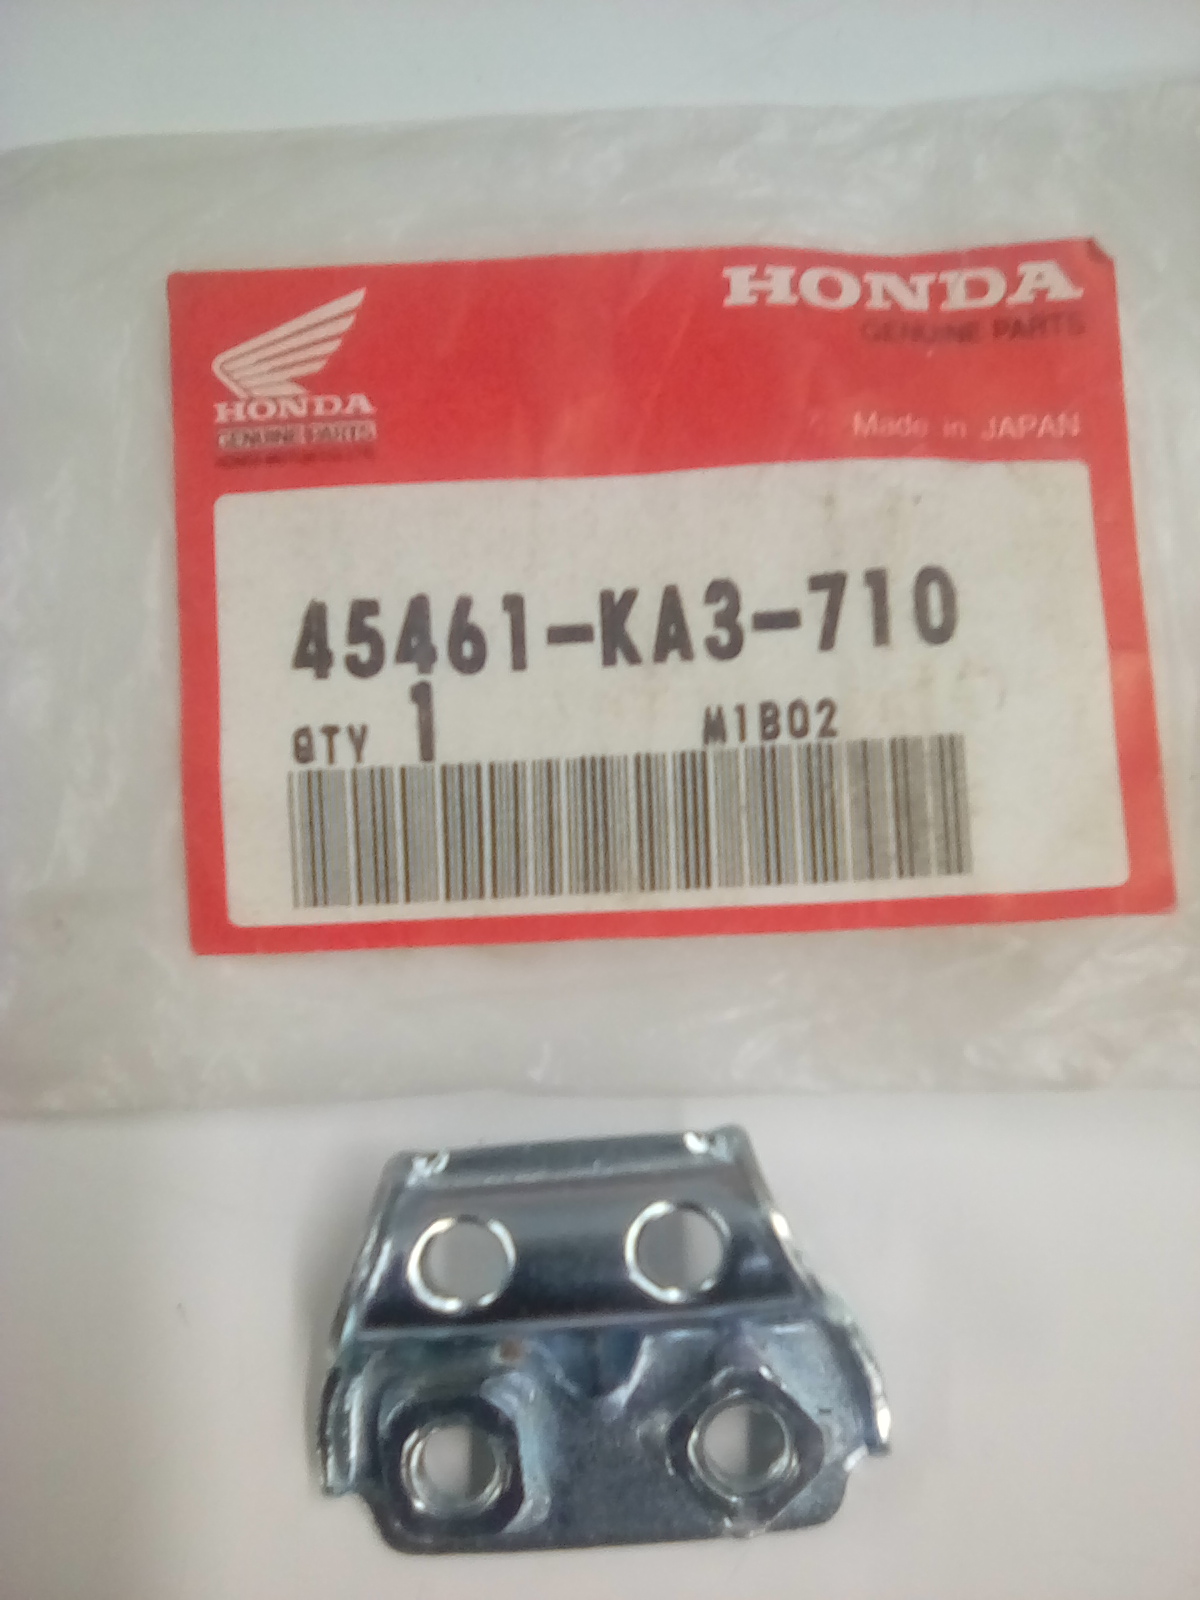 HONDA
GENUINE PARTS
HONDA
GENUINE PARTS
Made in JAPAN
45461-KA3-710
QTY 1 M1B02